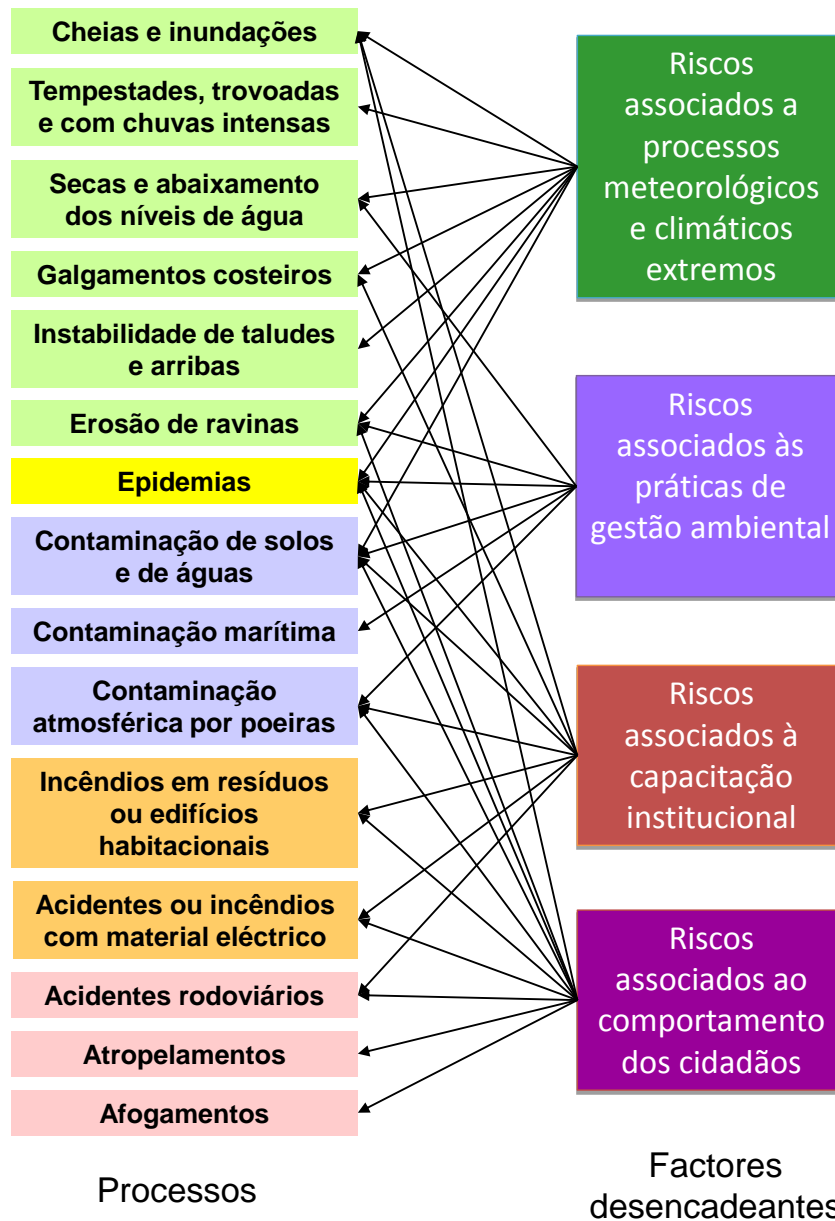 Cheias e inundações
Tempestades, trovoadas
e com chuvas intensas
Secas e abaixamento
dos níveis de água
Galgamentos costeiros
Instabilidade de taludes
e arribas
Erosão de ravinas
Epidemias
Contaminação de solos
e de águas
Contaminação marítima
Contaminação
atmosférica por poeiras
Incêndios em resíduos
ou edifícios
habitacionais
Acidentes ou incêndios
com material eléctrico
Acidentes rodoviários
Atropelamentos
Afogamentos
Processos
Riscos
associados a
processos
meteorológicos
e climáticos
extremos
Riscos
associados às
práticas de
gestão ambiental
Riscos
associados à
capacitação
institucional
Riscos
associados ao
comportamento
dos cidadãos
Factores
desencadeantes